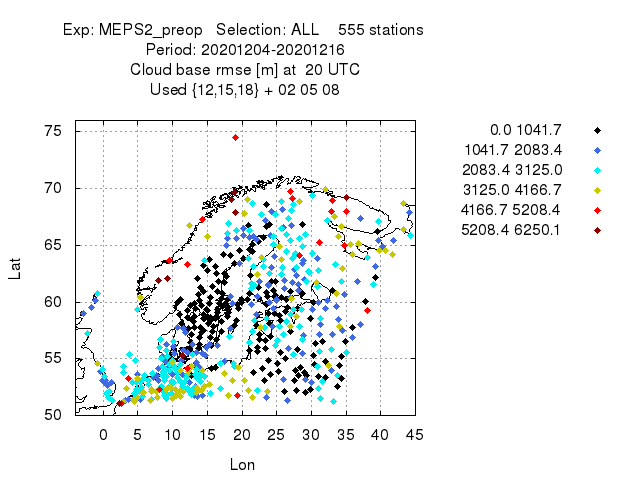 Exp: MEPS2_preop   Selection: ALL    555 stations
Period: 20201204-20201216
Cloud base rmse [m] at  20 UTC
Used {12,15,18} + 02 05 08
0.0 1041.7
1041.7 2083.4
2083.4 3125.0
3125.0 4166.7
4166.7 5208.4
5208.4 6250.1
75
70
65
60
55
50
Lat
0 5 10 15 20 25 30 35 40 45
Lon